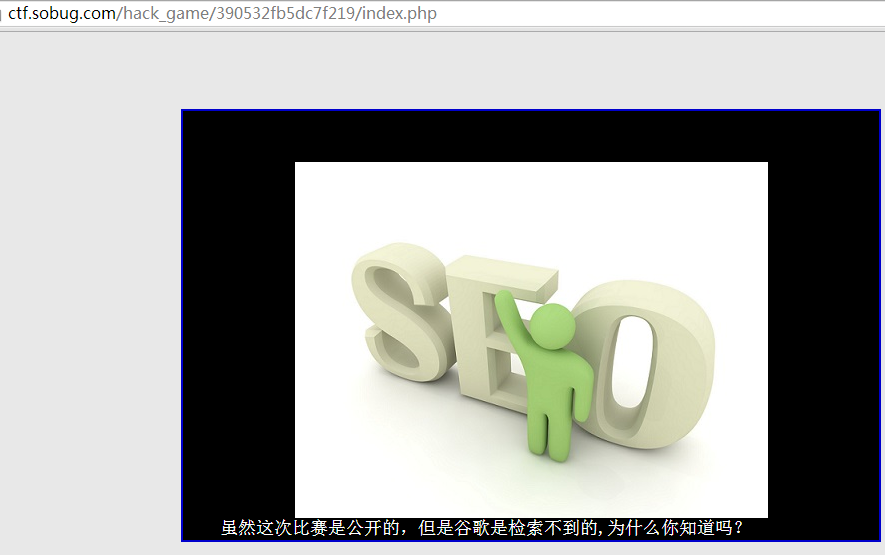 ctf.sobug.com/hack_game/390532fb5dc7f219/index.php
SEO
虽然这次比赛是公开的，但是谷歌是检索不到的,为什么你知道吗？